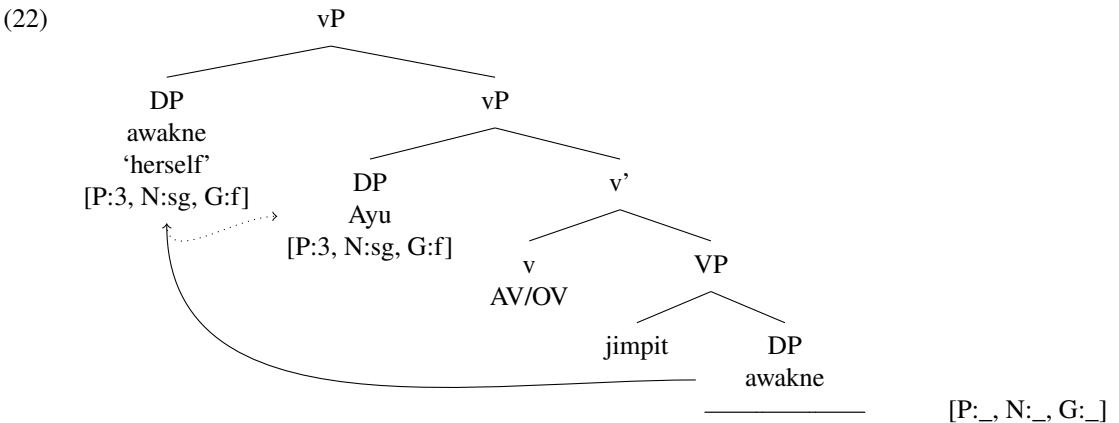 (22) vP
DP vP
awakne
‘herself’
[P:3, N:sg, G:f]
DP v’
Ayu
[P:3, N:sg, G:f]
v VP
AV/OV
jimpit DP
awakne
[P:_, N:_, G:_]